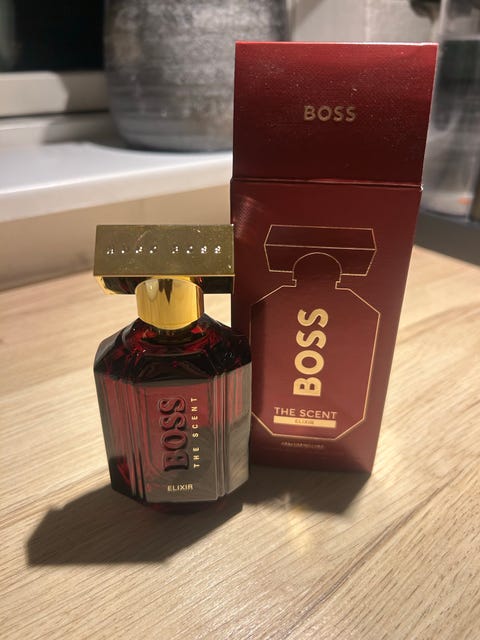 BOSS
HUGO BOSS
BOSS
THE SCENT
ELIXIR
BOSS
THE SCENT
ELIXIR